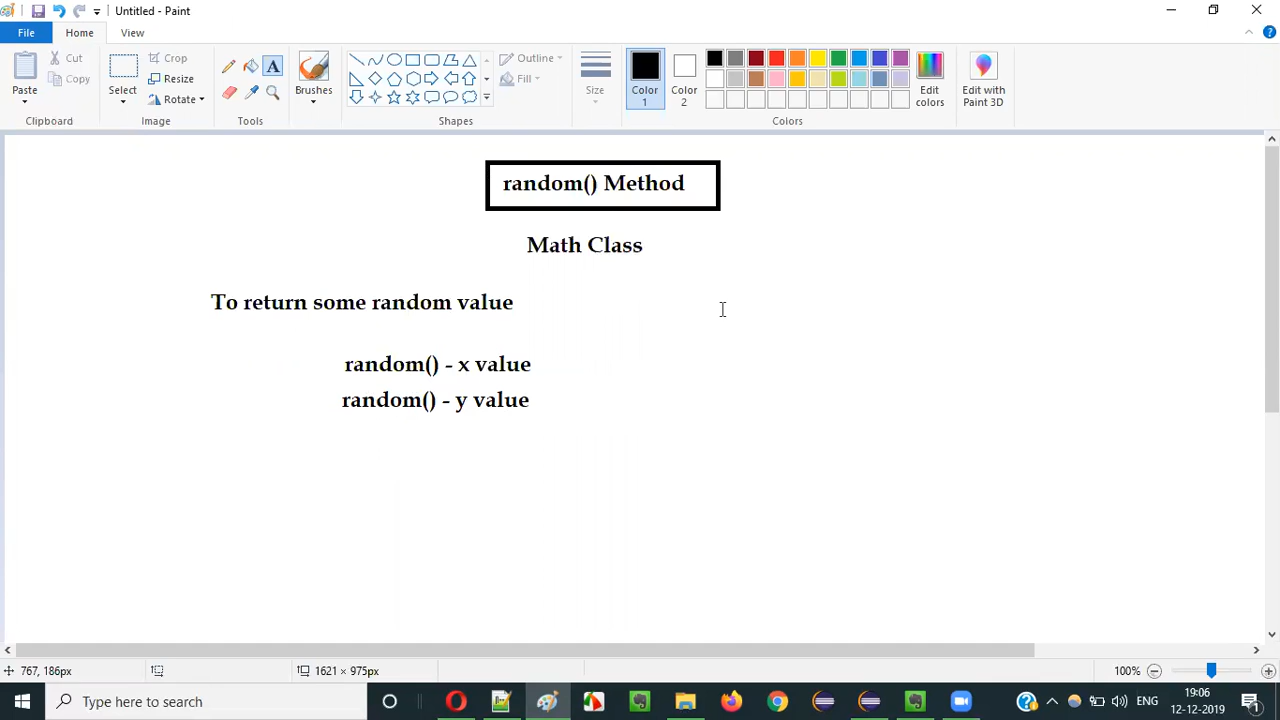 Untitled - Paint
File
Home
View
Paste
Cut
Copy
Clipboard
Select
Crop
Resize
Rotate
Image
Tools
Brushes
Shapes
Outline
Fill
Size
Color 1
Color 2
Colors
Edit colors
Edit with Paint 3D
random() Method
Math Class
To return some random value
random() - x value
random() - y value
767, 186px
1621 × 975px
100%
Type here to search
ENG
19:06
12-12-2019